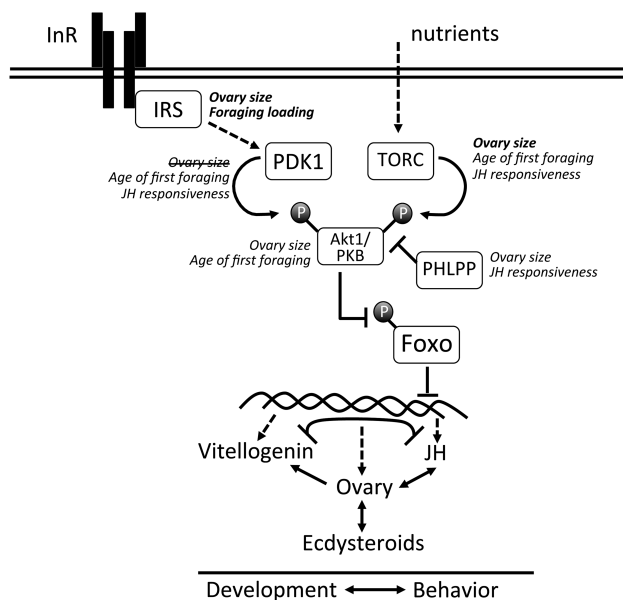 InR
nutrients
IRS
Ovary size
Foraging loading
PDK1
TORC
Ovary size
Age of first foraging
JH responsiveness
Ovary size
Age of first foraging
JH responsiveness
P
P
Akt1/
PKB
Ovary size
Age of first foraging
PHLPP
Ovary size
JH responsiveness
P
Foxo
Vitellogenin
JH
Ovary
Ecdysteroids
Development
Behavior